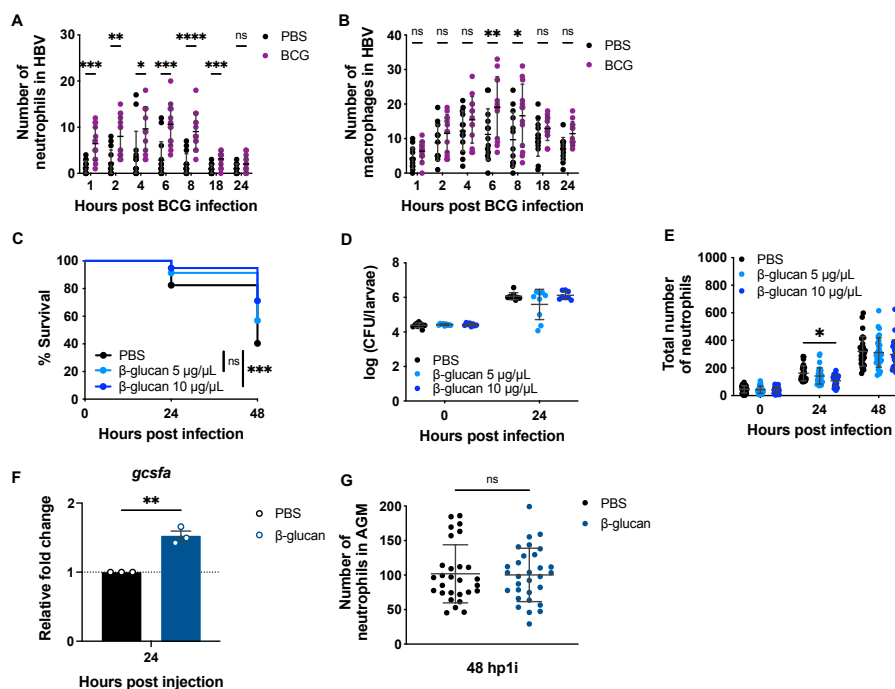 A
Number of
neutrophils in HBV
30
20
10
0
*** ** * *** **** *** ns
1 2 4 6 8 18 24
Hours post BCG infection
PBS
BCG
B
Number of
macrophages in HBV
40
30
20
10
0
ns ns ns ** * ns ns
1 2 4 6 8 18 24
Hours post BCG infection
PBS
BCG
C
% Survival
100
80
60
40
20
0
PBS
β-glucan 5 µg/µL
β-glucan 10 µg/µL
ns
***
0 24 48
Hours post infection
D
log (CFU/larvae)
8
6
4
2
0
PBS
β-glucan 5 µg/µL
β-glucan 10 µg/µL
0 24
Hours post infection
E
Total number
of neutrophils
1000
800
600
400
200
0
PBS
β-glucan 5 µg/µL
β-glucan 10 µg/µL
*
0 24 48
Hours post infection
F
gcsfa
Relative fold change
2
1
0
**
24
Hours post injection
PBS
β-glucan
G
Number of
neutrophils in AGM
200
150
100
50
0
ns
48 hp1i
PBS
β-glucan